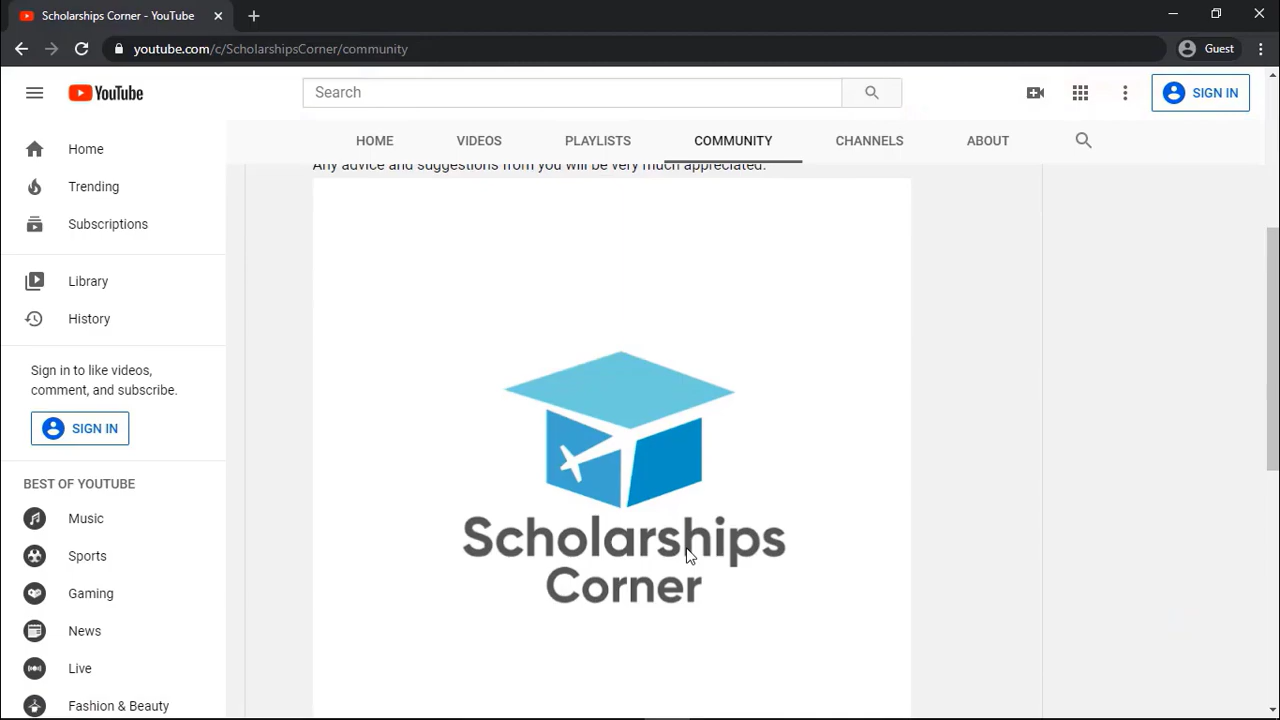 Scholarships Corner - YouTube
youtube.com/c/ScholarshipsCorner/community
Guest
YouTube
Search
SIGN IN
HOME
VIDEOS
PLAYLISTS
COMMUNITY
CHANNELS
ABOUT
Home
Trending
Subscriptions
Library
History
Sign in to like videos,
comment, and subscribe.
SIGN IN
BEST OF YOUTUBE
Music
Sports
Gaming
News
Live
Fashion & Beauty
Any advice and suggestions from you will be very much appreciated.
Scholarships
Corner